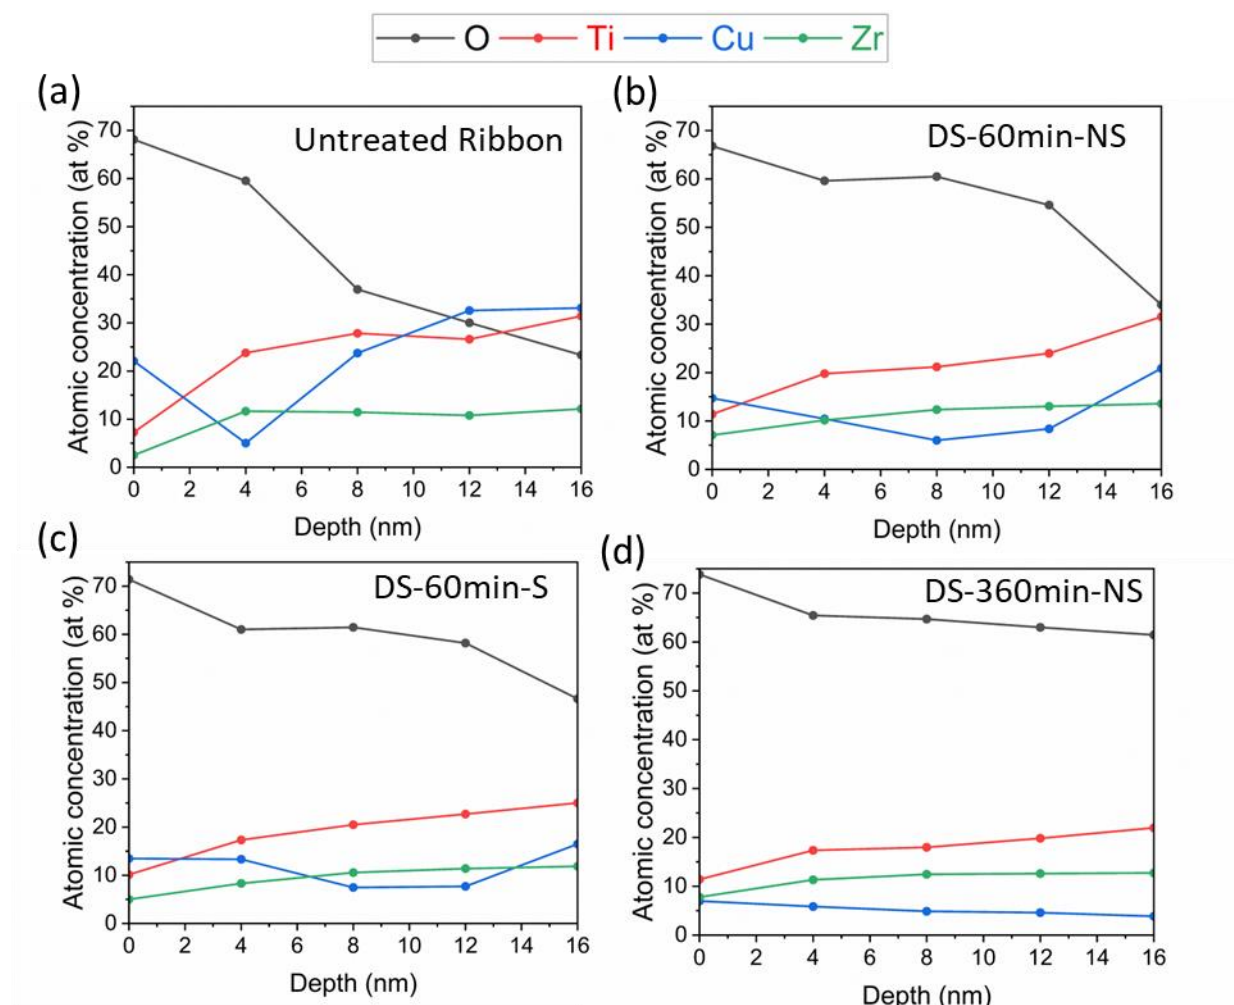 O Ti Cu Zr
(a)
Untreated Ribbon
Atomic concentration (at %)
70
60
50
40
30
20
10
0
0 2 4 6 8 10 12 14 16
Depth (nm)
(b)
DS-60min-NS
Atomic concentration (at %)
70
60
50
40
30
20
10
0
0 2 4 6 8 10 12 14 16
Depth (nm)
(c)
DS-60min-S
Atomic concentration (at %)
70
60
50
40
30
20
10
0
0 2 4 6 8 10 12 14 16
Depth (nm)
(d)
DS-360min-NS
Atomic concentration (at %)
70
60
50
40
30
20
10
0
0 2 4 6 8 10 12 14 16
Depth (nm)